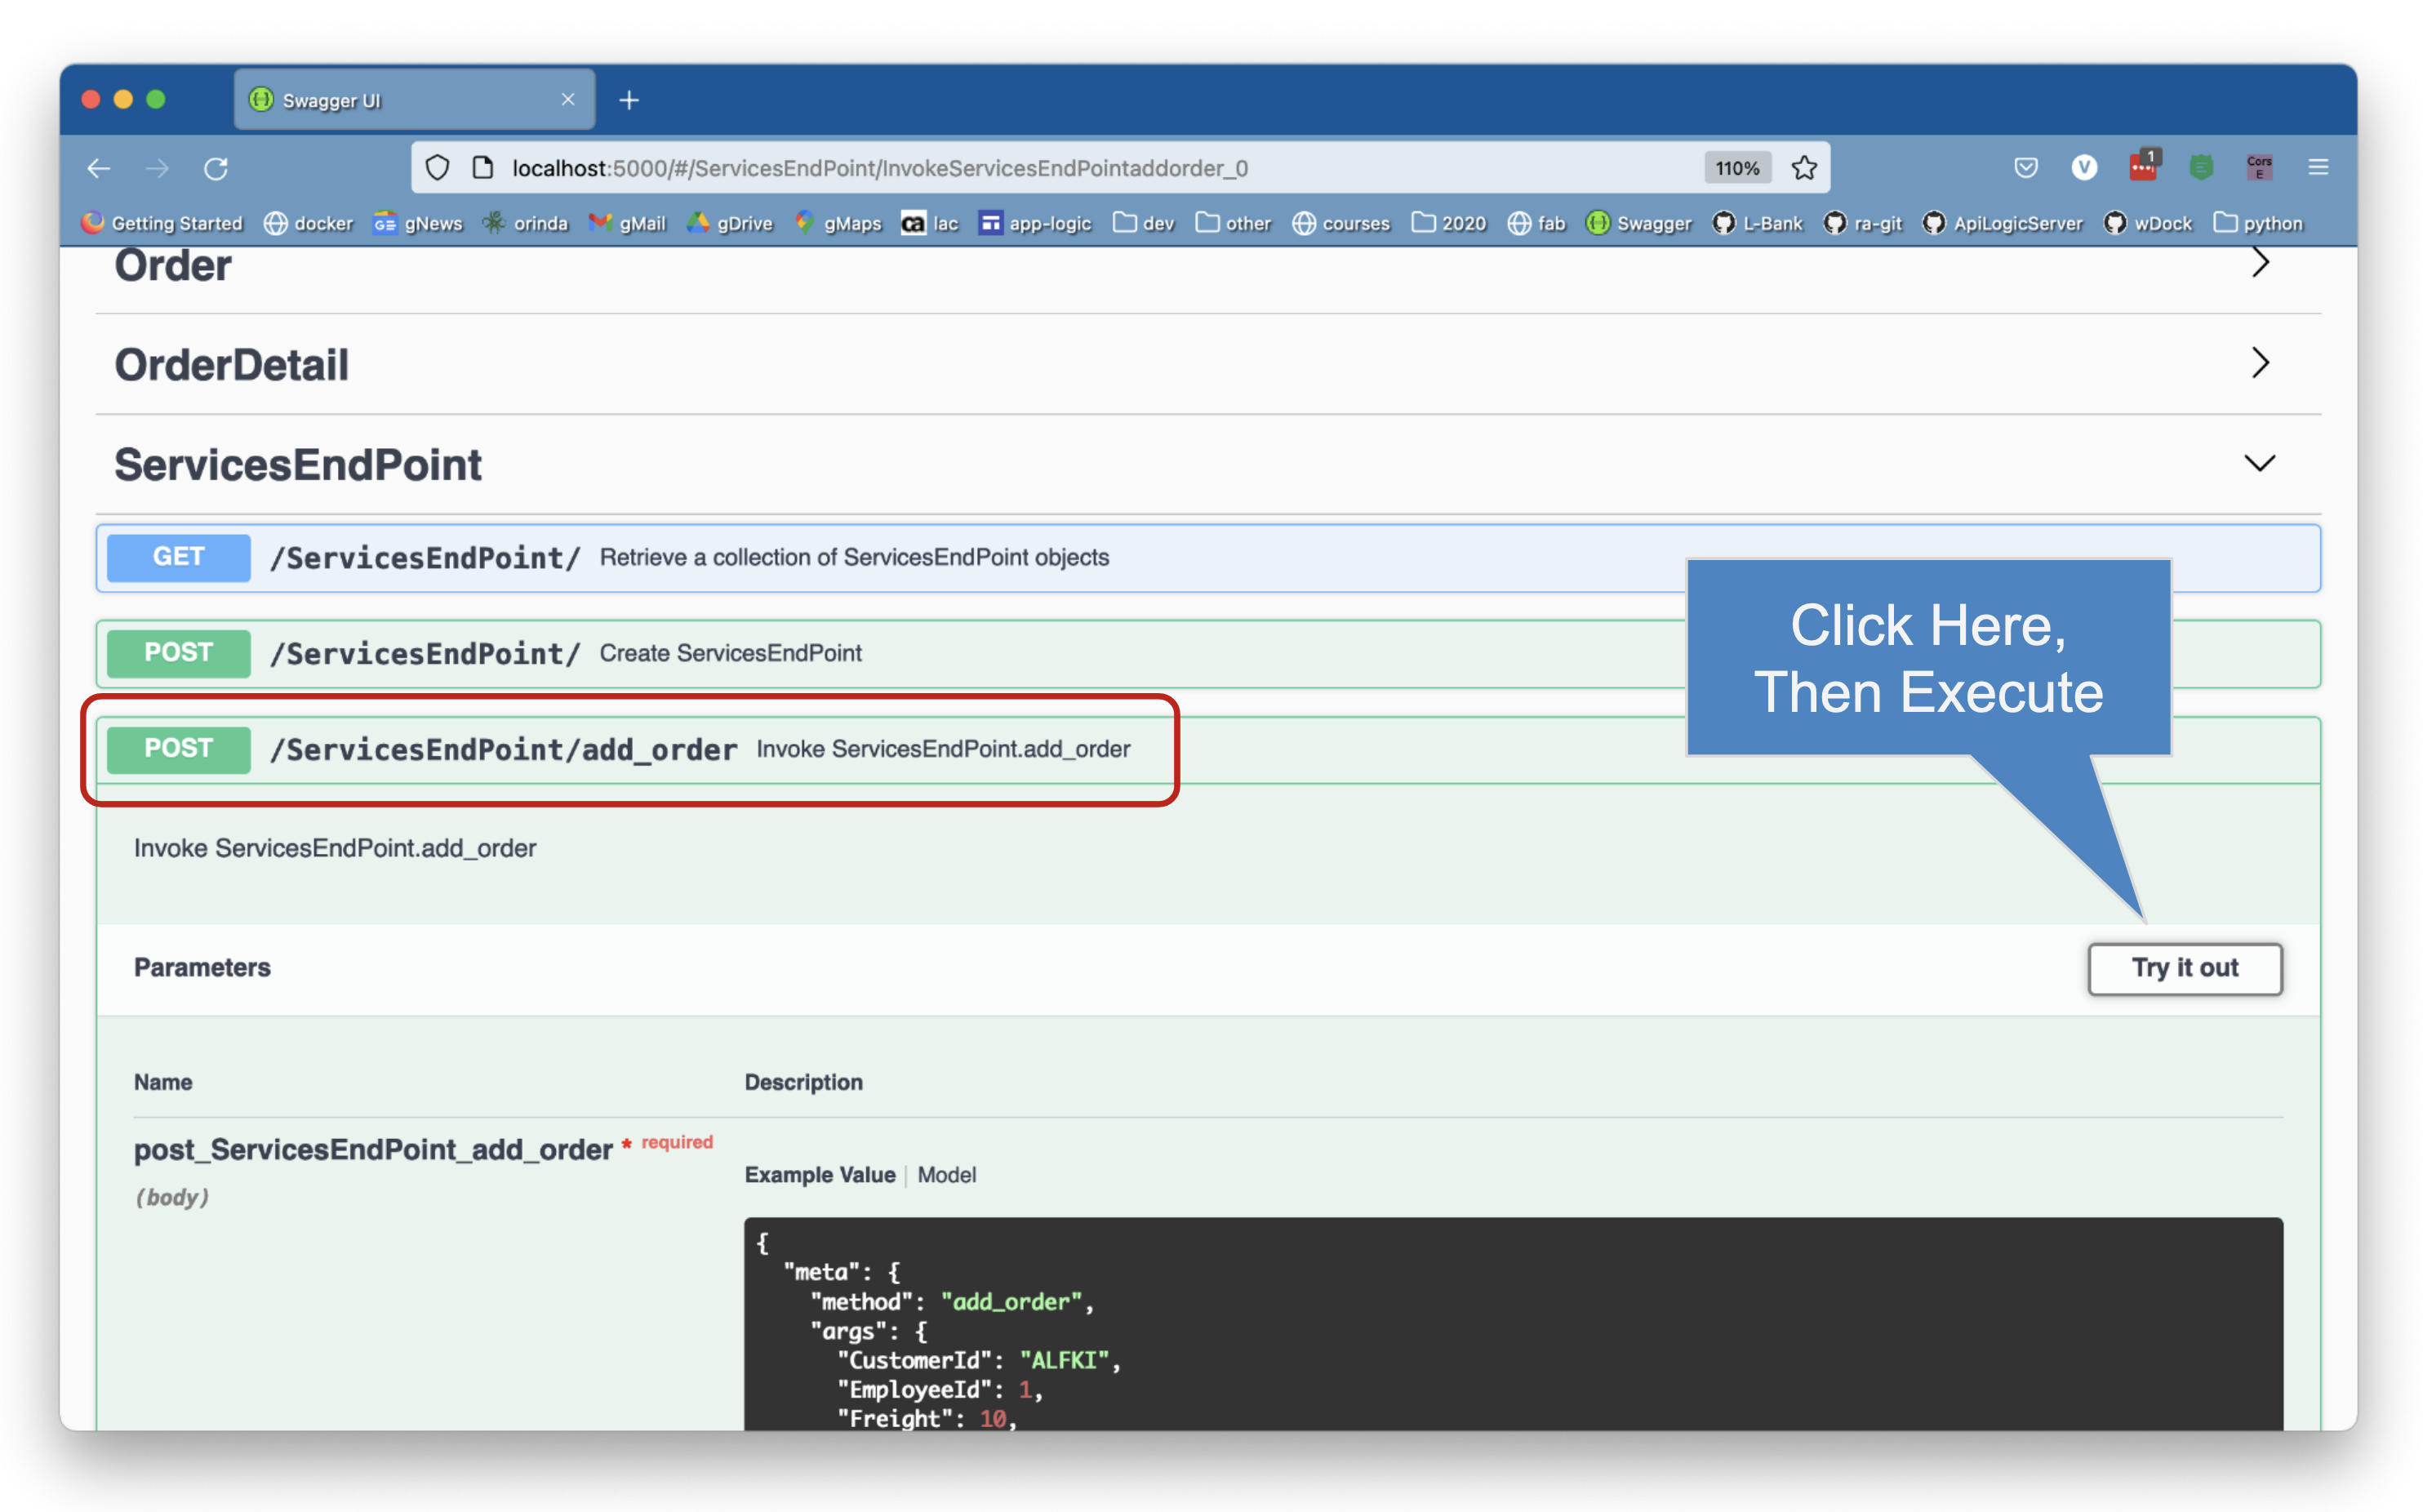 Swagger UI
localhost:5000/#/ServicesEndPoint/InvokeServicesEndPointaddorder_0 110% V 1 Cors E
Getting Started docker GE gNews orinda gMail gDrive gMaps ca lac app-logic dev other courses 2020 fab Swagger L-Bank ra-git ApiLogicServer wDock python
Order
OrderDetail
ServicesEndPoint
GET /ServicesEndPoint/ Retrieve a collection of ServicesEndPoint objects
POST /ServicesEndPoint/ Create ServicesEndPoint
Click Here,
Then Execute
POST /ServicesEndPoint/add_order Invoke ServicesEndPoint.add_order
Invoke ServicesEndPoint.add_order
Parameters Try it out
Name Description
post_ServicesEndPoint_add_order * required
(body)
Example Value | Model
{
"meta": {
"method": "add_order",
"args": {
"CustomerId": "ALFKI",
"EmployeeId": 1,
"Freight": 10,